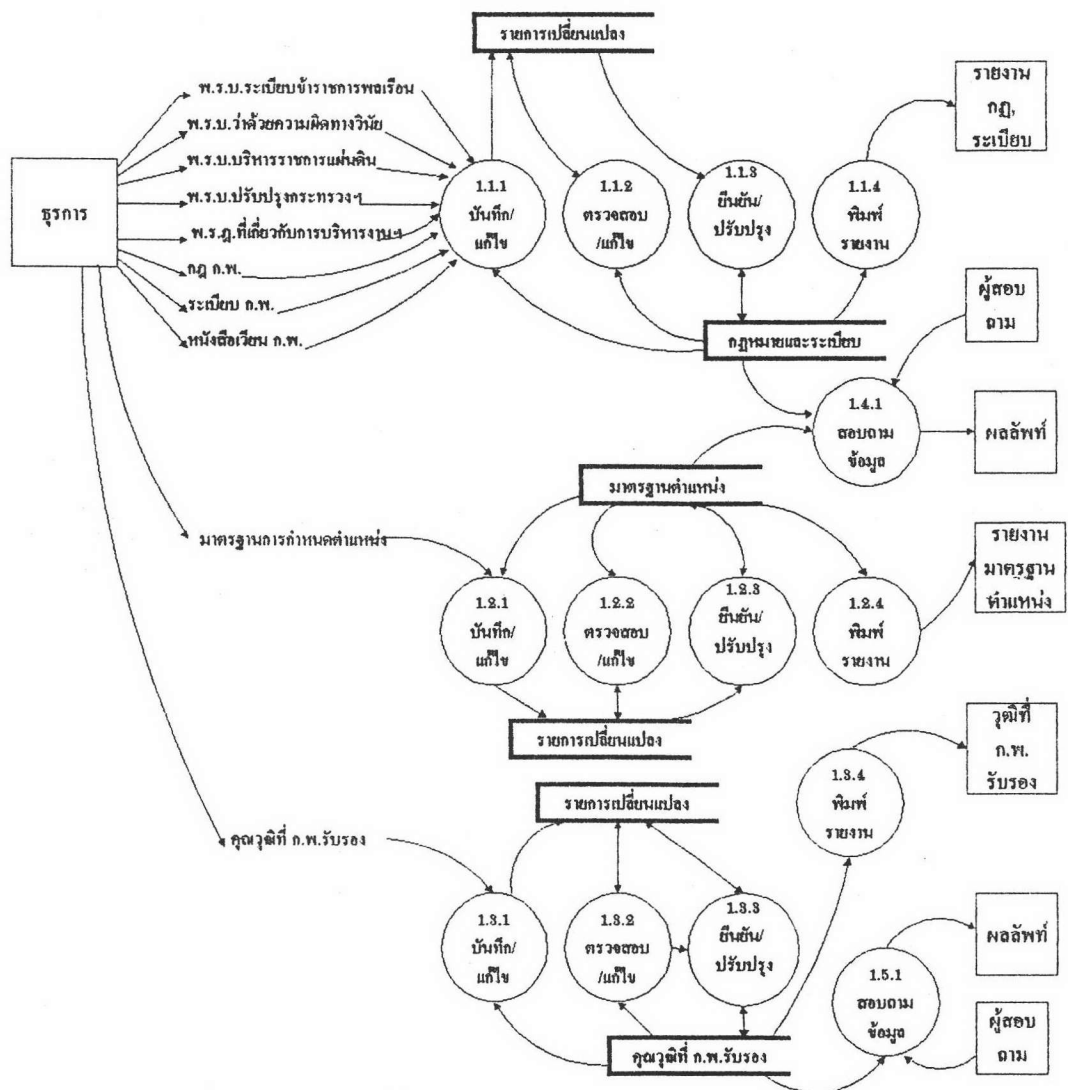 รายการเปลี่ยนแปลง
พ.ร.บ.ระเบียบข้าราชการพลเรือน
พ.ร.บ.ว่าด้วยความผิดทางวินัย
พ.ร.บ.บริหารราชการแผ่นดิน
พ.ร.บ.ปรับปรุงกระทรวงฯ
พ.ร.ฎ.ที่เกี่ยวกับการบริหารงานฯ
กฎ ก.พ.
ระเบียบ ก.พ.
หนังสือเวียน ก.พ.
ธุรการ
1.1.1
บันทึก/
แก้ไข
1.1.2
ตรวจสอบ
/แก้ไข
1.1.3
ยืนยัน/
ปรับปรุง
1.1.4
พิมพ์
รายงาน
รายงาน
กฎ,
ระเบียบ
กฎหมายและระเบียบ
ผู้สอบ
ถาม
1.4.1
สอบถาม
ข้อมูล
ผลลัพท์
มาตรฐานตำแหน่ง
มาตรฐานการกำหนดตำแหน่ง
1.2.1
บันทึก/
แก้ไข
1.2.2
ตรวจสอบ
/แก้ไข
1.2.3
ยืนยัน/
ปรับปรุง
1.2.4
พิมพ์
รายงาน
รายงาน
มาตรฐาน
ตำแหน่ง
รายการเปลี่ยนแปลง
รายการเปลี่ยนแปลง
คุณวุฒิที่ ก.พ.รับรอง
1.3.1
บันทึก/
แก้ไข
1.3.2
ตรวจสอบ
/แก้ไข
1.3.3
ยืนยัน/
ปรับปรุง
1.3.4
พิมพ์
รายงาน
วุฒิที่
ก.พ.
รับรอง
คุณวุฒิที่ ก.พ.รับรอง
1.5.1
สอบถาม
ข้อมูล
ผลลัพท์
ผู้สอบ
ถาม